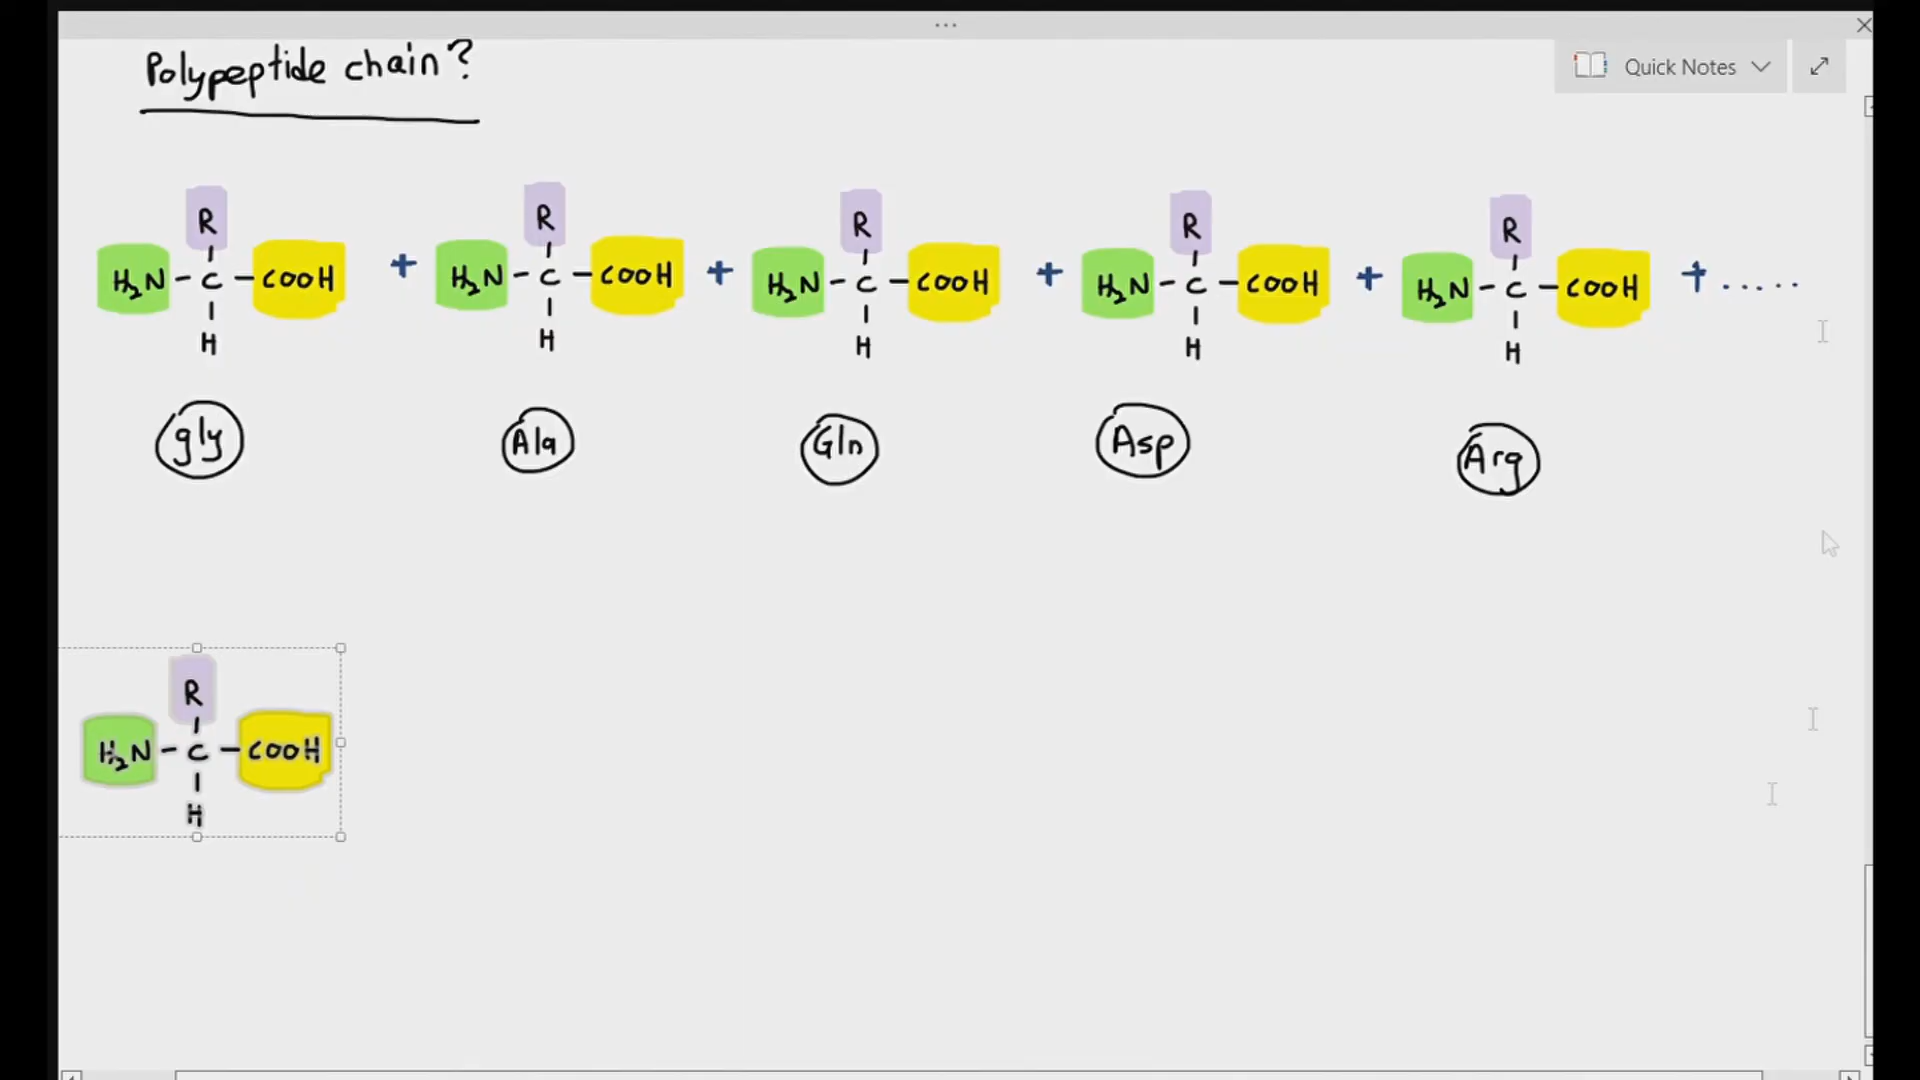 Polypeptide chain?
Quick Notes
R R R R R
H₂N - C - COOH + H₂N - C - COOH + H₂N - C - COOH + H₂N - C - COOH + H₂N - C - COOH + .....
H H H H H
gly Ala Gln Asp Arg
R
H₂N - C - COOH
H